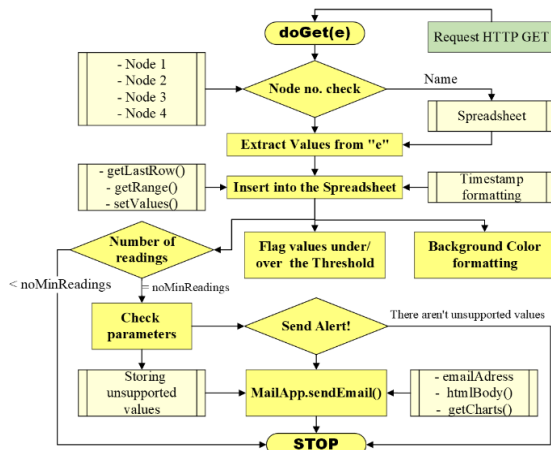 doGet(e)
Request HTTP GET
- Node 1
- Node 2
- Node 3
- Node 4
Node no. check
Name
Spreadsheet
Extract Values from "e"
- getLastRow()
- getRange()
- setValues()
Insert into the Spreadsheet
Timestamp
formatting
Number of
readings
Flag values under/
over the Threshold
Background Color
formatting
< noMinReadings
= noMinReadings
Check
parameters
Send Alert!
There aren't unsupported values
Storing
unsupported
values
MailApp.sendEmail()
- emailAdress
- htmlBody()
- getCharts()
STOP